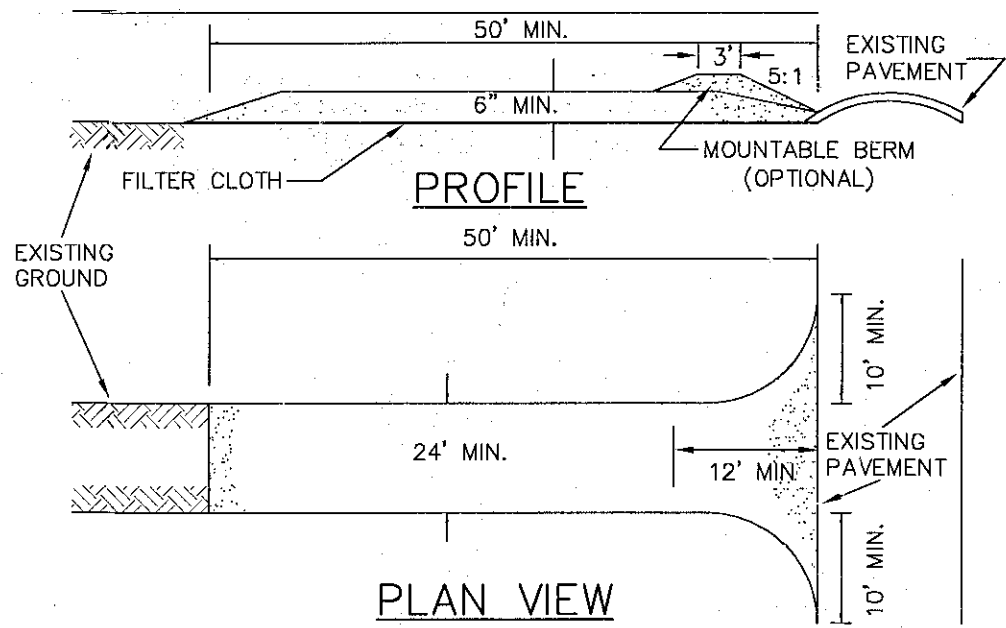 50' MIN.
EXISTING
PAVEMENT
3'
5:1
6" MIN.
MOUNTABLE BERM
(OPTIONAL)
FILTER CLOTH
PROFILE
EXISTING
GROUND
50' MIN.
10' MIN.
24' MIN.
12' MIN
EXISTING
PAVEMENT
10' MIN.
PLAN VIEW